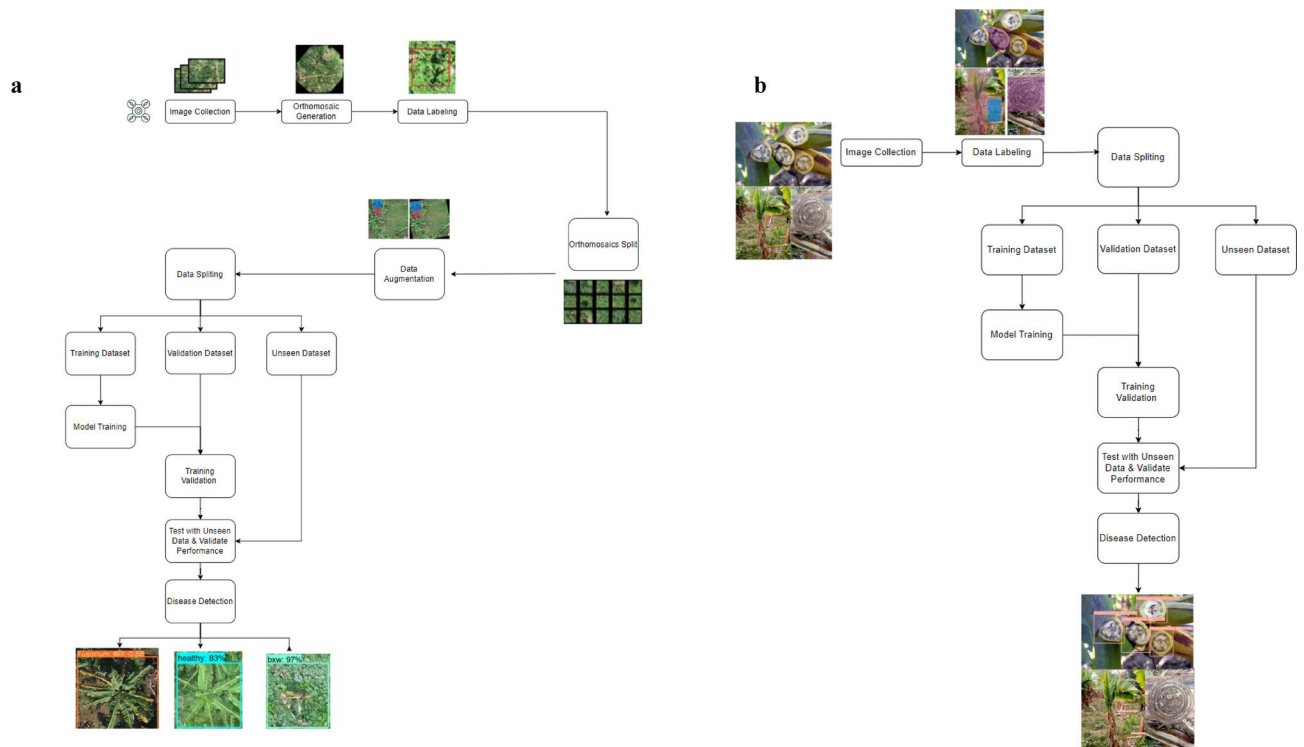 a
Image Collection
Orthomosaic
Generation
Data Labeling
Orthomosaics Split
Data
Augmentation
Data Spliting
Training Dataset
Validation Dataset
Unseen Dataset
Model Training
Training
Validation
Test with Unseen
Data & Validate
Performance
Disease Detection
healthy: 83%
bxw: 97%
b
Image Collection
Data Labeling
Data Spliting
Training Dataset
Validation Dataset
Unseen Dataset
Model Training
Training
Validation
Test with Unseen
Data & Validate
Performance
Disease Detection